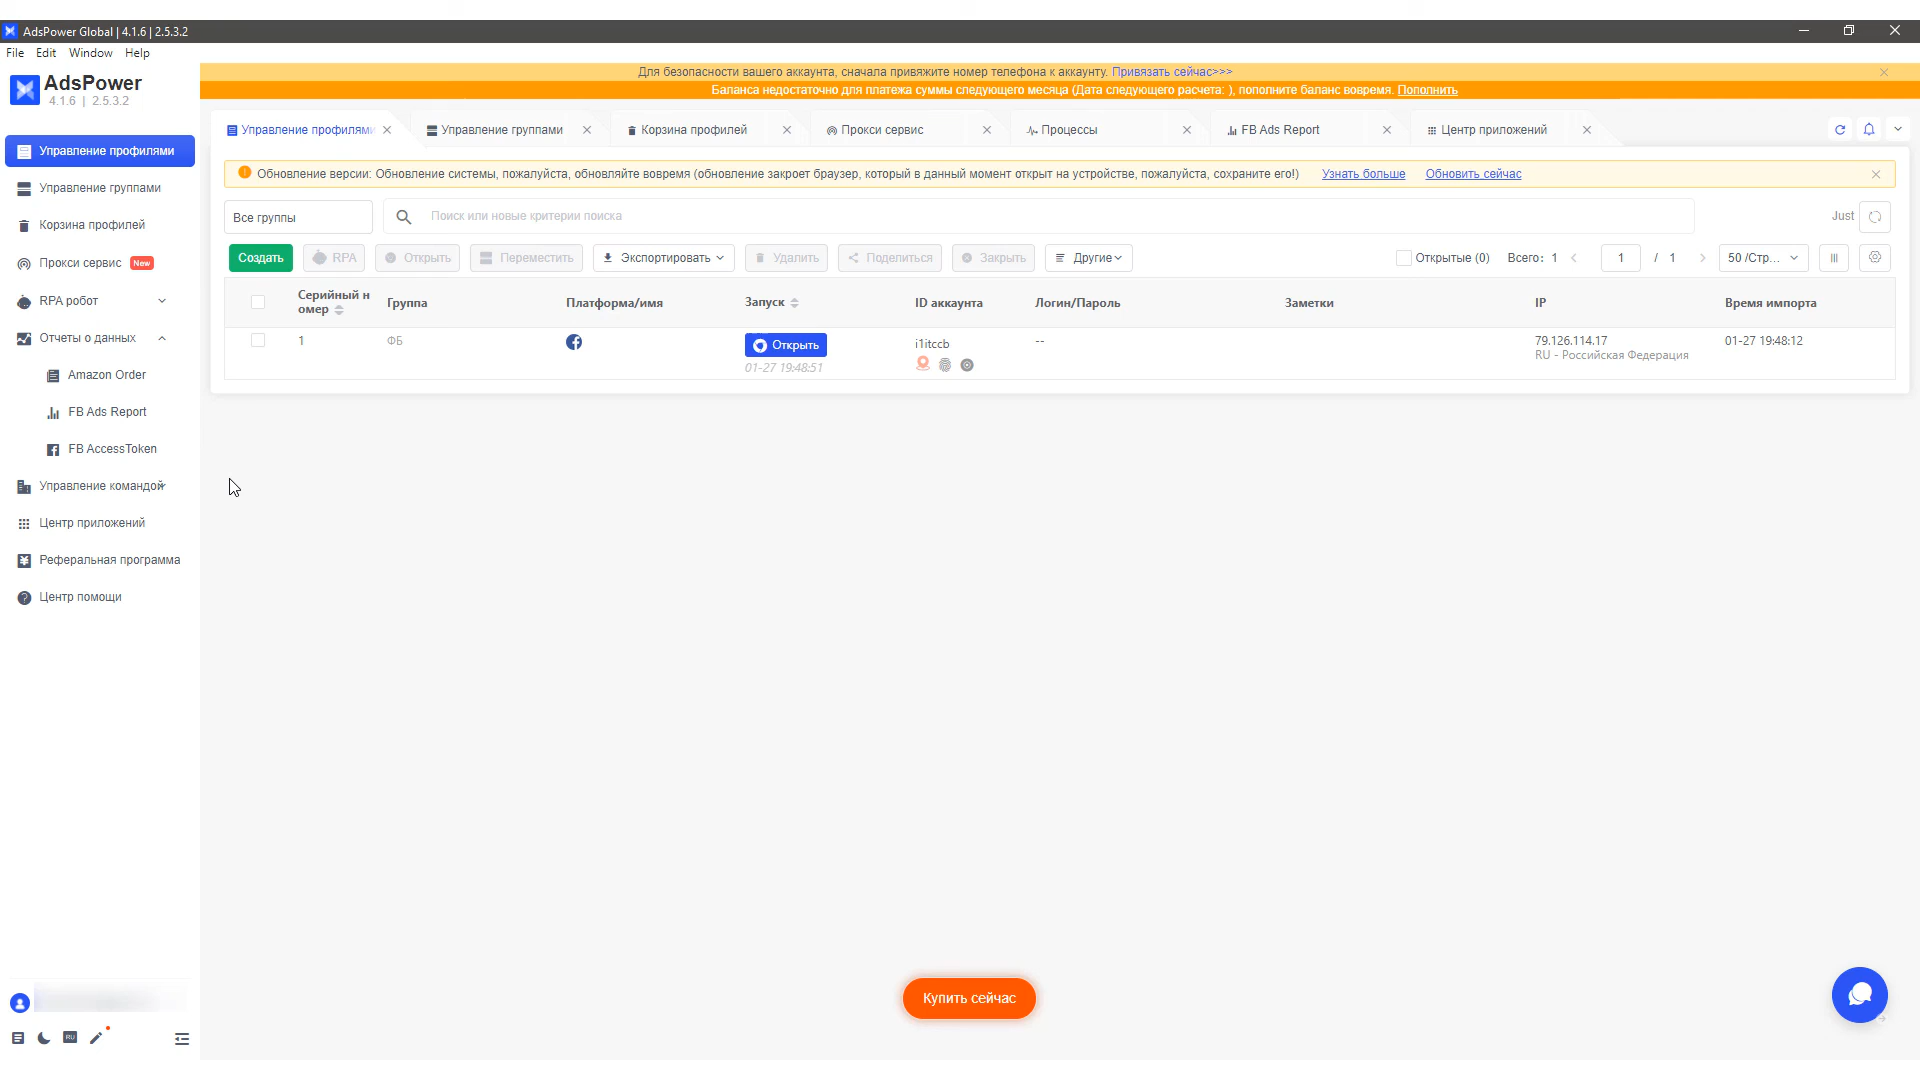 AdsPower Global | 4.1.6 | 2.5.3.2
File Edit Window Help
AdsPower
4.1.6 | 2.5.3.2
Для безопасности вашего аккаунта, сначала привяжите номер телефона к аккаунту. Привязать сейчас>>>
Баланса недостаточно для платежа суммы следующего месяца (Дата следующего расчета: ), пополните баланс вовремя. Пополнить
Управление профилями
Управление группами
Корзина профилей
Прокси сервис
Процессы
FB Ads Report
Центр приложений
Управление профилями
Управление группами
Корзина профилей
Прокси сервис New
RPA робот
Отчеты о данных
Amazon Order
FB Ads Report
FB AccessToken
Управление командой
Центр приложений
Реферальная программа
Центр помощи
RU
Обновление версии: Обновление системы, пожалуйста, обновляйте вовремя (обновление закроет браузер, который в данный момент открыт на устройстве, пожалуйста, сохраните его!) Узнать больше Обновить сейчас
Все группы
Поиск или новые критерии поиска
Just
Создать RPA Открыть Переместить Экспортировать Удалить Поделиться Закрыть Другие
Открытые (0) Всего: 1 < 1 / 1 > 50 /Стр...
Серийный н
омер
Группа Платформа/имя Запуск ID аккаунта Логин/Пароль Заметки IP Время импорта
1 ФБ Открыть i1itccb -- 79.126.114.17 01-27 19:48:12
01-27 19:48:51 RU - Российская Федерация
Купить сейчас